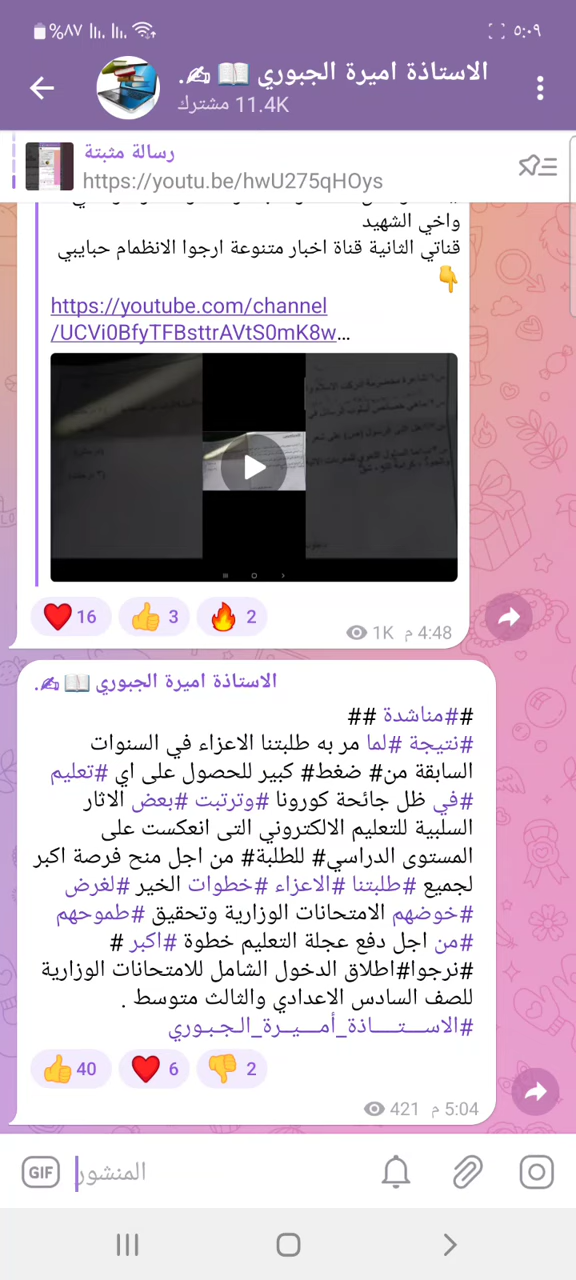 %٨٧
٥:٠٩
الاستاذة اميرة الجبوري 📖 ✍.
11.4K مشترك
رسالة مثبتة
https://youtu.be/hwU275qHOys
واخي الشهيد
قناتي الثانية قناة اخبار متنوعة ارجوا الانظمام حبايبي
👇
https://youtube.com/channel
/UCVi0BfyTFBsttrAVtS0mK8w...
❤️ 16 👍 3 🔥 2
1K 4:48 م
الاستاذة اميرة الجبوري 📖 ✍.
##مناشدة ##
#نتيجة #لما مر به طلبتنا الاعزاء في السنوات
السابقة من# ضغط# كبير للحصول على اي #تعليم
#في ظل جائحة كورونا #وترتبت #بعض الاثار
السلبية للتعليم الالكتروني التى انعكست على
المستوى الدراسي# للطلبة# من اجل منح فرصة اكبر
لجميع #طلبتنا #الاعزاء #خطوات الخير #لغرض
#خوضهم الامتحانات الوزارية وتحقيق #طموحهم
#من اجل دفع عجلة التعليم خطوة #اكبر #
#نرجوا#اطلاق الدخول الشامل للامتحانات الوزارية
للصف السادس الاعدادي والثالث متوسط .
#الاســـتـــــاذة_أمـــيــرة_الـجـبـوري
👍 40 ❤️ 6 👎 2
421 5:04 م
GIF
المنشور